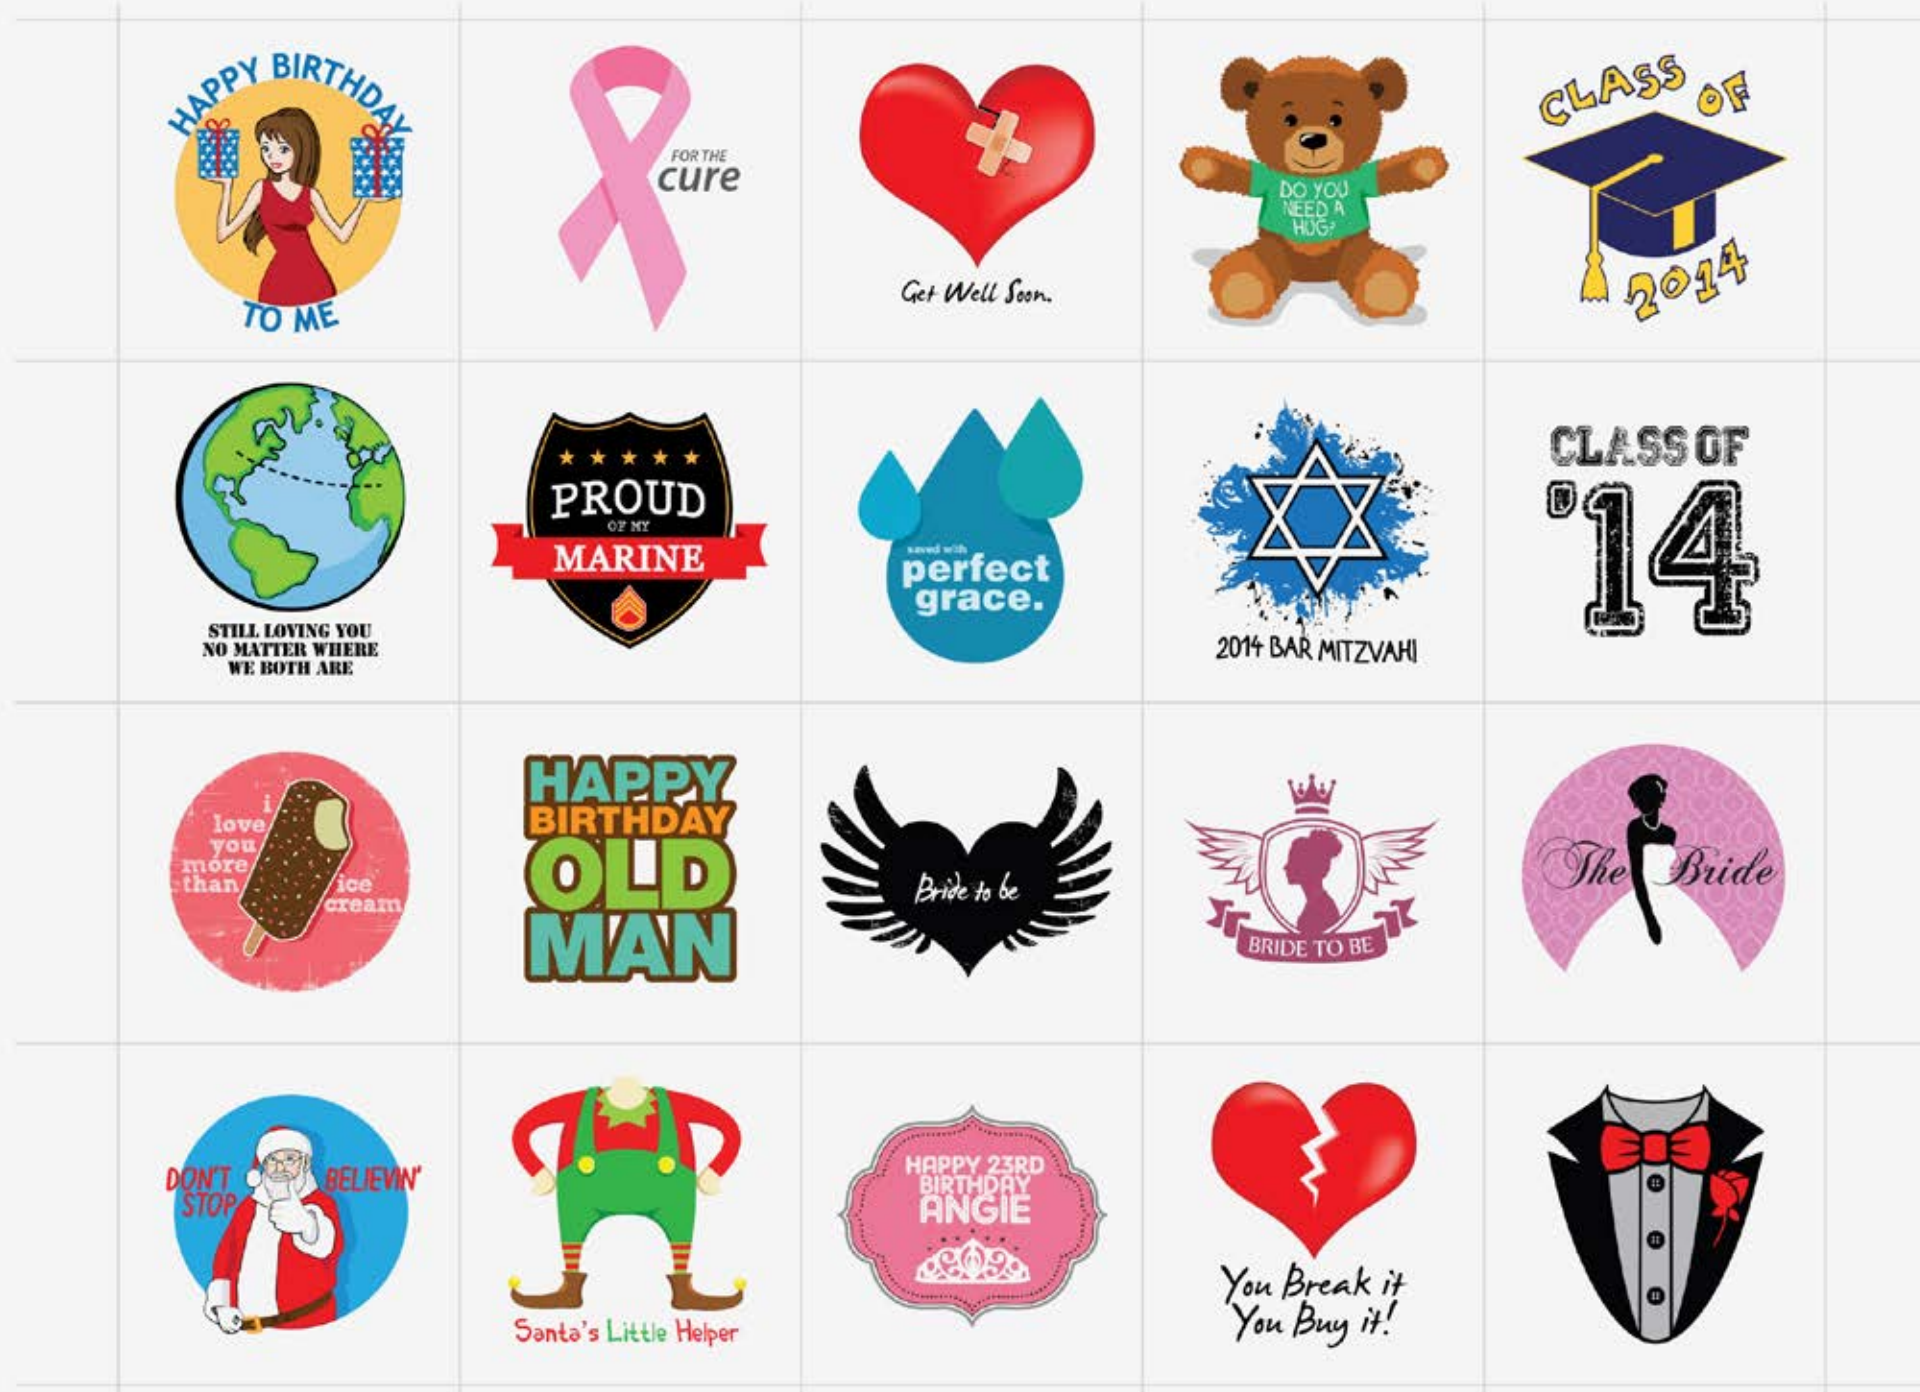 HAPPY BIRTHDAY
TO ME
FOR THE
cure
Get Well Soon.
DO YOU
NEED A
HUG?
CLASS OF
2014
STILL LOVING YOU
NO MATTER WHERE
WE BOTH ARE
PROUD
OF MY
MARINE
saved with
perfect
grace.
2014 BAR MITZVAH!
CLASS OF
'14
i
love
you
more
than
ice
cream
HAPPY
BIRTHDAY
OLD
MAN
Bride to be
BRIDE TO BE
The Bride
DON'T
STOP
BELIEVIN'
Santa's Little Helper
HAPPY 23RD
BIRTHDAY
ANGIE
You Break it
You Buy it!